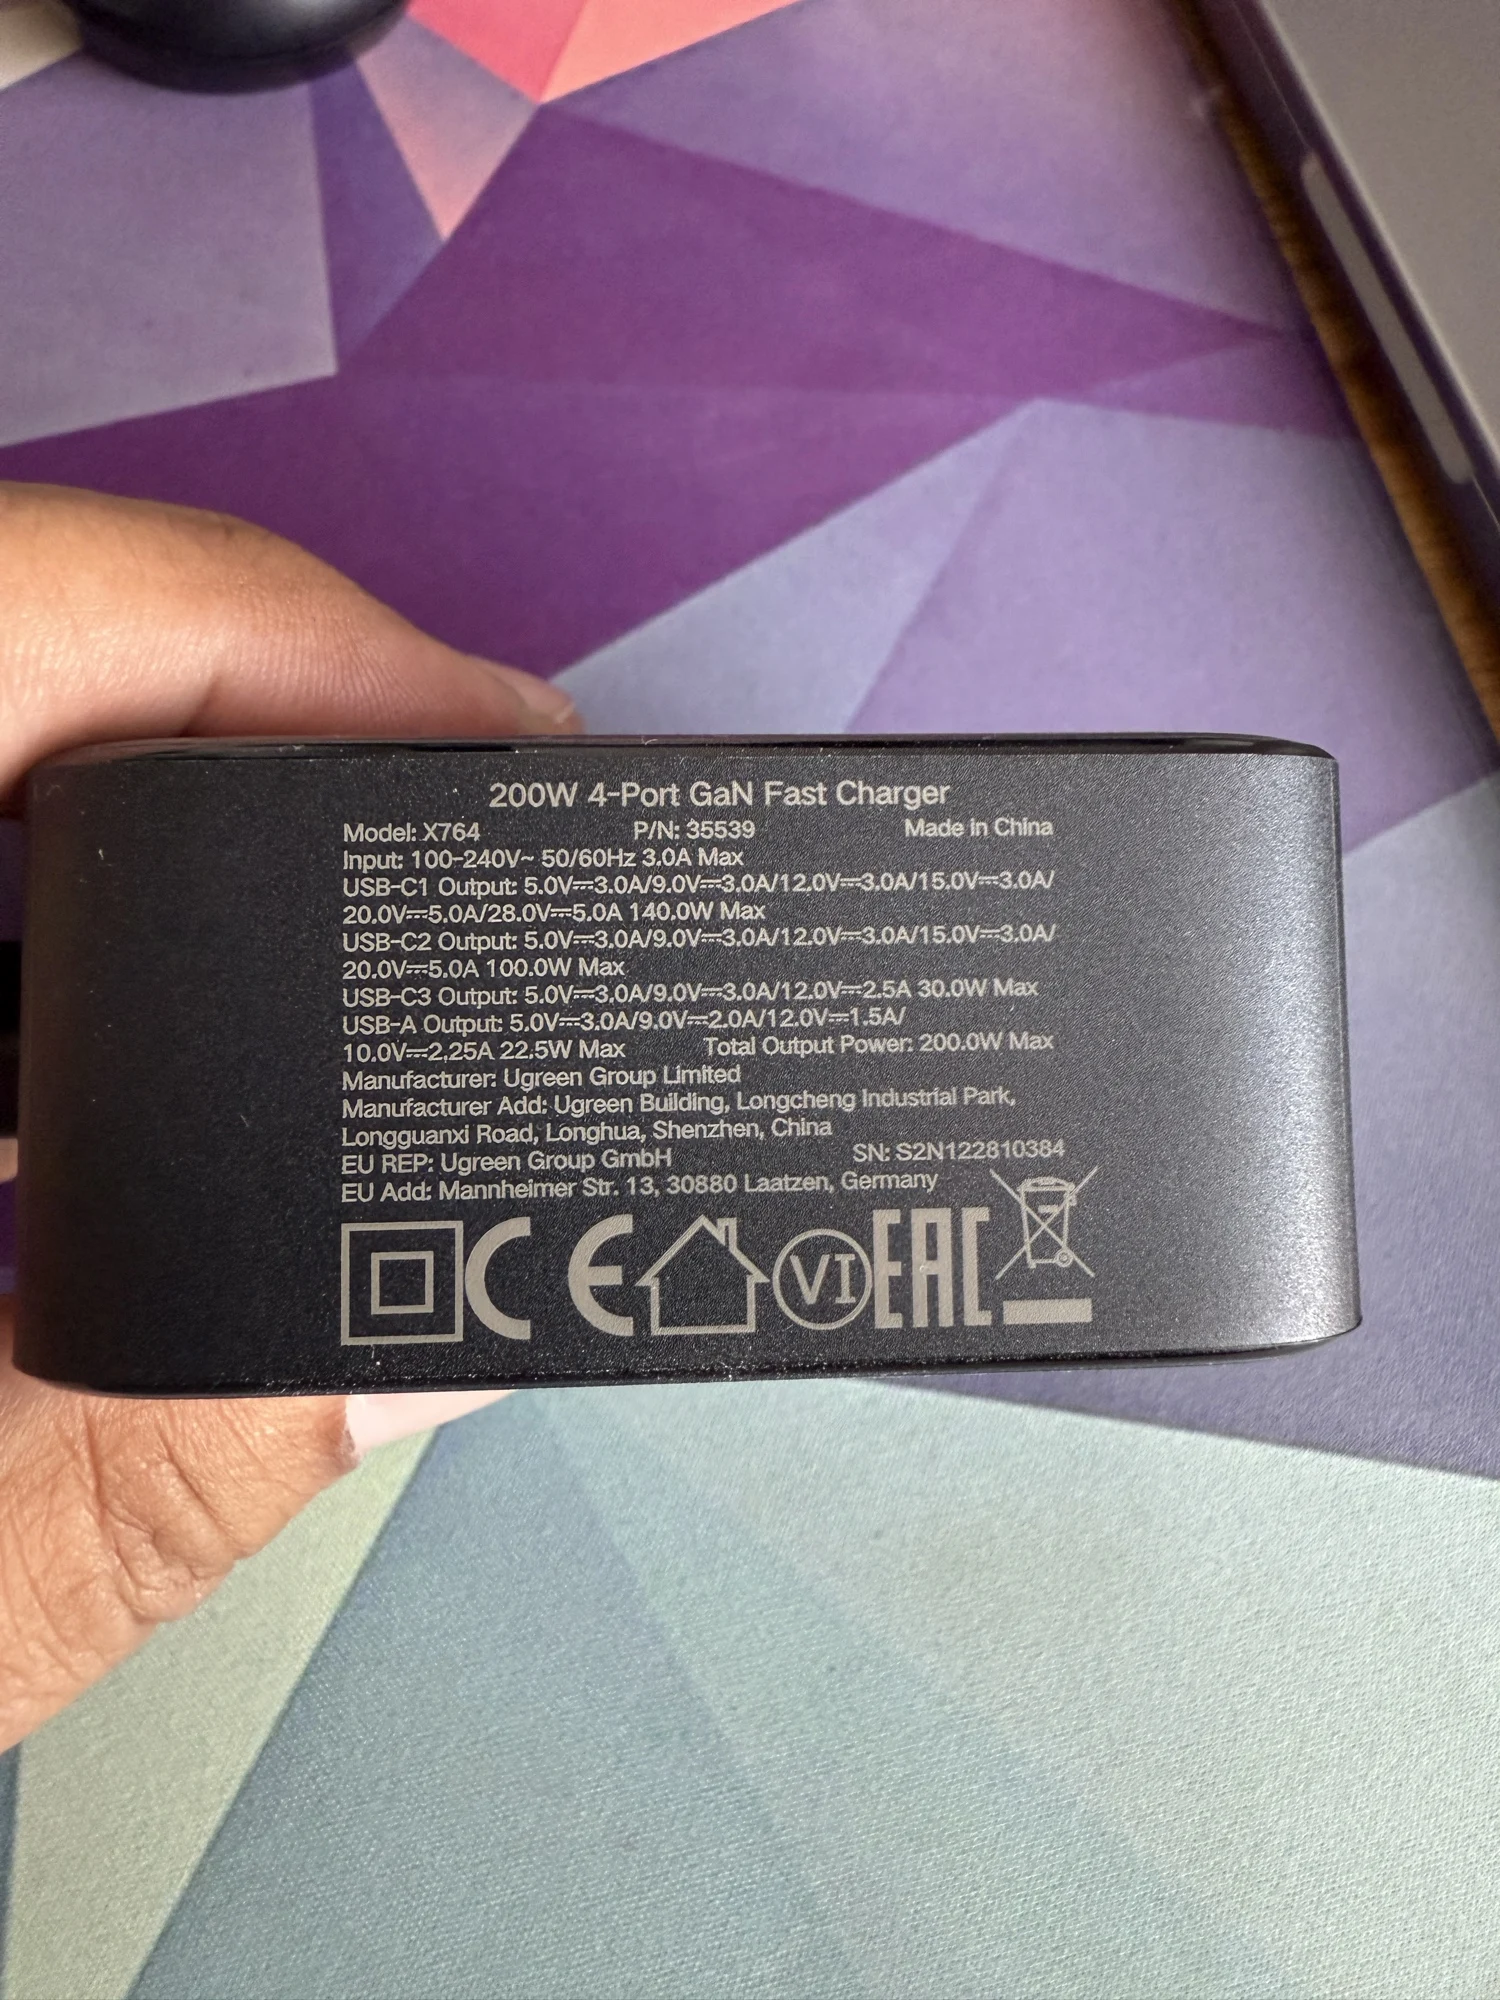 200W 4-Port GaN Fast Charger
Model: X764 P/N: 35539 Made in China
Input: 100-240V~ 50/60Hz 3.0A Max
USB-C1 Output: 5.0V⎓3.0A/9.0V⎓3.0A/12.0V⎓3.0A/15.0V⎓3.0A/
20.0V⎓5.0A/28.0V⎓5.0A 140.0W Max
USB-C2 Output: 5.0V⎓3.0A/9.0V⎓3.0A/12.0V⎓3.0A/15.0V⎓3.0A/
20.0V⎓5.0A 100.0W Max
USB-C3 Output: 5.0V⎓3.0A/9.0V⎓3.0A/12.0V⎓2.5A 30.0W Max
USB-A Output: 5.0V⎓3.0A/9.0V⎓2.0A/12.0V⎓1.5A/
10.0V⎓2.25A 22.5W Max Total Output Power: 200.0W Max
Manufacturer: Ugreen Group Limited
Manufacturer Add: Ugreen Building, Longcheng Industrial Park,
Longguanxi Road, Longhua, Shenzhen, China
EU REP: Ugreen Group GmbH SN: S2N122810384
EU Add: Mannheimer Str. 13, 30880 Laatzen, Germany
CE VI EAC